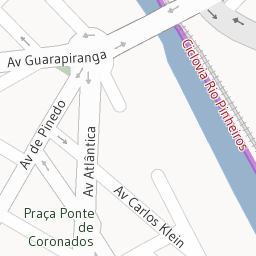 Av Guarapiranga
Ciclovia Rio Pinheiros
Av de Pinedo
Av Atlântica
Av Carlos Klein
Praça Ponte
de
Coronados